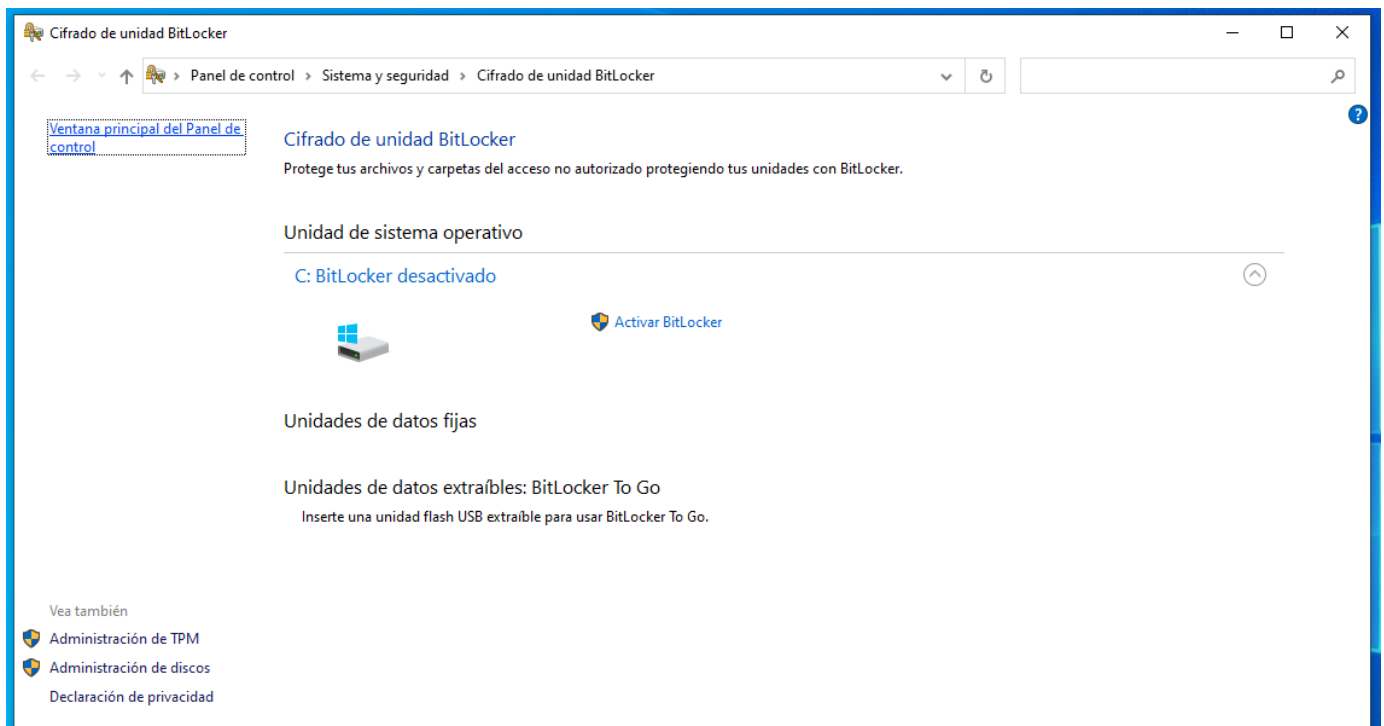 Cifrado de unidad BitLocker
Panel de control › Sistema y seguridad › Cifrado de unidad BitLocker
Ventana principal del Panel de
control
Cifrado de unidad BitLocker
Protege tus archivos y carpetas del acceso no autorizado protegiendo tus unidades con BitLocker.
Unidad de sistema operativo
C: BitLocker desactivado
Activar BitLocker
Unidades de datos fijas
Unidades de datos extraíbles: BitLocker To Go
Inserte una unidad flash USB extraíble para usar BitLocker To Go.
Vea también
Administración de TPM
Administración de discos
Declaración de privacidad